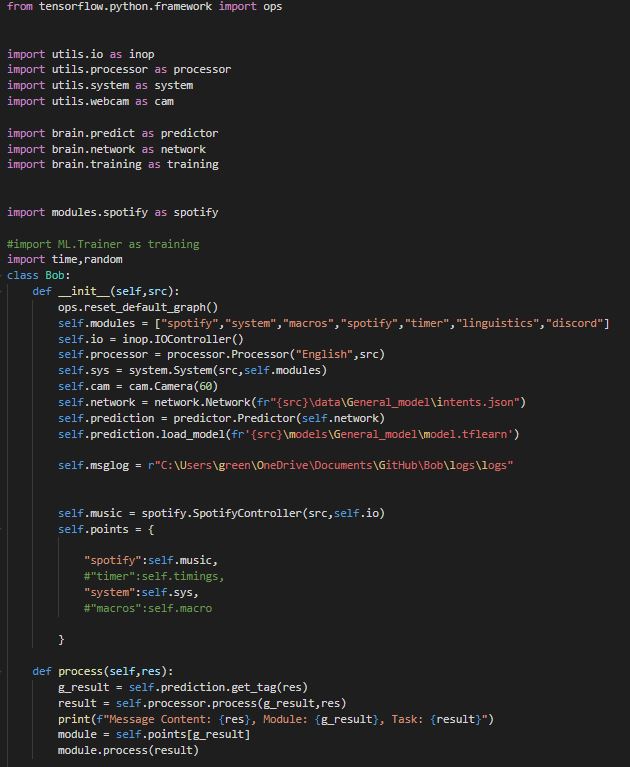 from tensorflow.python.framework import ops
import utils.io as inop
import utils.processor as processor
import utils.system as system
import utils.webcam as cam
import brain.predict as predictor
import brain.network as network
import brain.training as training
import modules.spotify as spotify
#import ML.Trainer as training
import time,random
class Bob:
    def __init__(self,src):
        ops.reset_default_graph()
        self.modules = ["spotify","system","macros","spotify","timer","linguistics","discord"]
        self.io = inop.IOController()
        self.processor = processor.Processor("English",src)
        self.sys = system.System(src,self.modules)
        self.cam = cam.Camera(60)
        self.network = network.Network(fr"{src}\data\General_model\intents.json")
        self.prediction = predictor.Predictor(self.network)
        self.prediction.load_model(fr'{src}\models\General_model\model.tflearn')
        self.msglog = r"C:\Users\green\OneDrive\Documents\GitHub\Bob\logs\logs"
        self.music = spotify.SpotifyController(src,self.io)
        self.points = {
            "spotify":self.music,
            #"timer":self.timings,
            "system":self.sys,
            #"macros":self.macro
        }
    def process(self,res):
        g_result = self.prediction.get_tag(res)
        result = self.processor.process(g_result,res)
        print(f"Message Content: {res}, Module: {g_result}, Task: {result}")
        module = self.points[g_result]
        module.process(result)